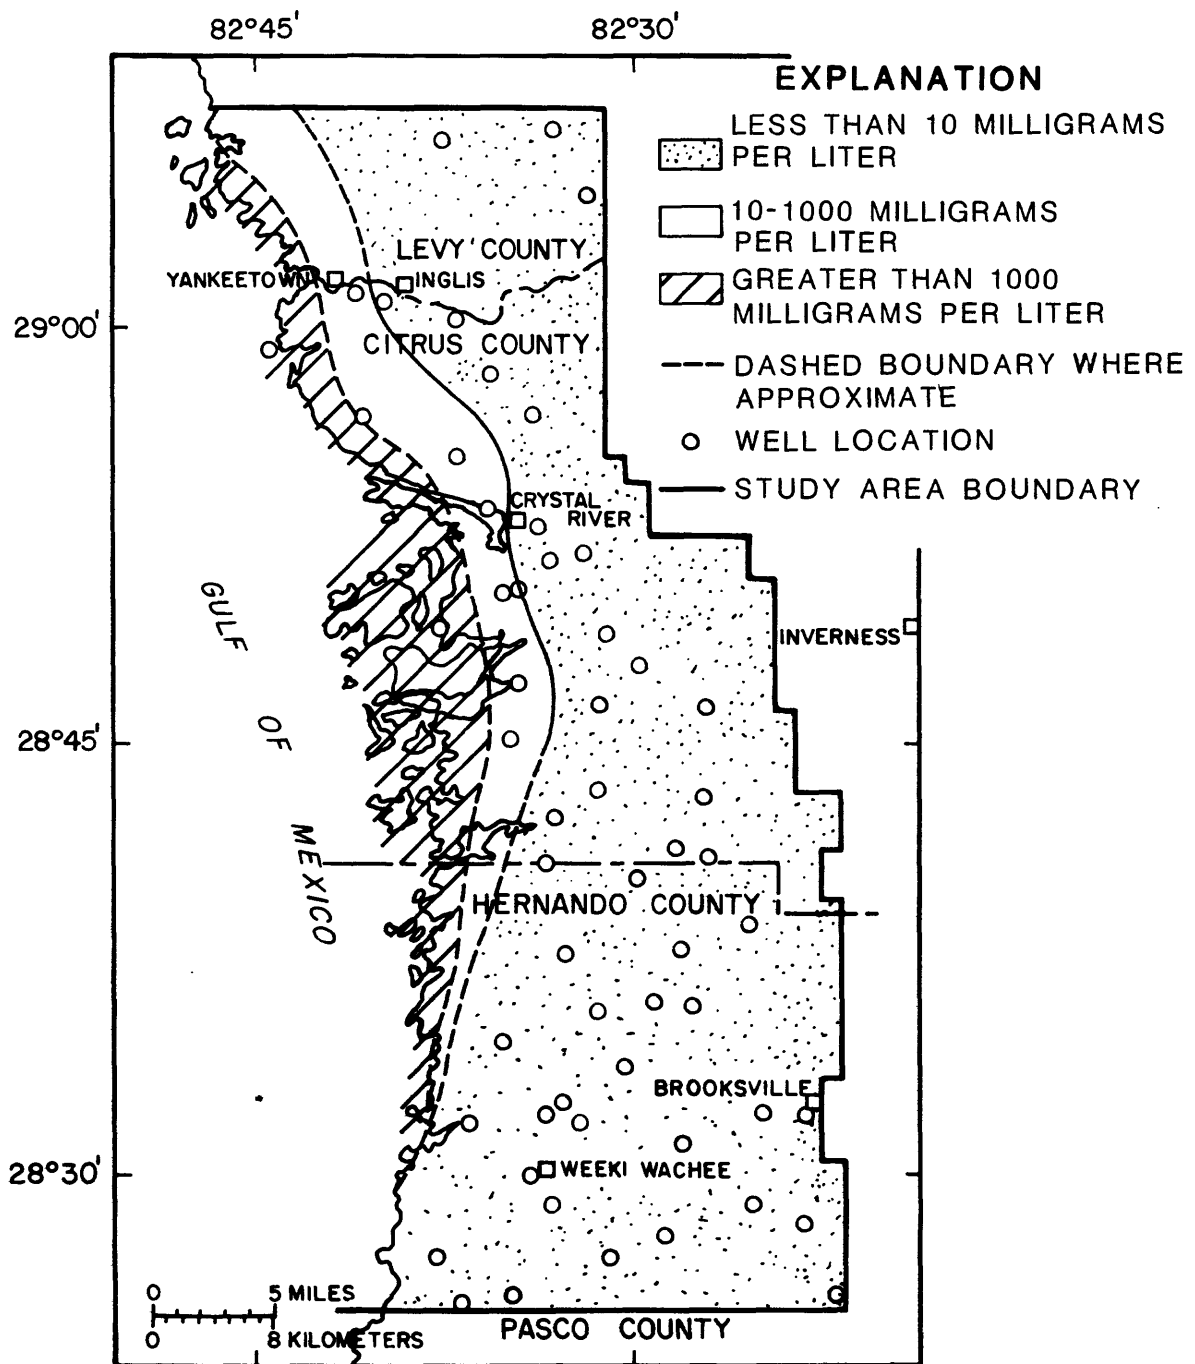 82°45' 82°30'
EXPLANATION
LESS THAN 10 MILLIGRAMS
PER LITER
10-1000 MILLIGRAMS
PER LITER
GREATER THAN 1000
MILLIGRAMS PER LITER
DASHED BOUNDARY WHERE
APPROXIMATE
WELL LOCATION
STUDY AREA BOUNDARY
LEVY COUNTY
YANKEETOWN
INGLIS
29°00'
CITRUS COUNTY
CRYSTAL
RIVER
GULF
OF
MEXICO
INVERNESS
28°45'
HERNANDO COUNTY
BROOKSVILLE
28°30'
WEEKI WACHEE
0 5 MILES
0 8 KILOMETERS
PASCO COUNTY